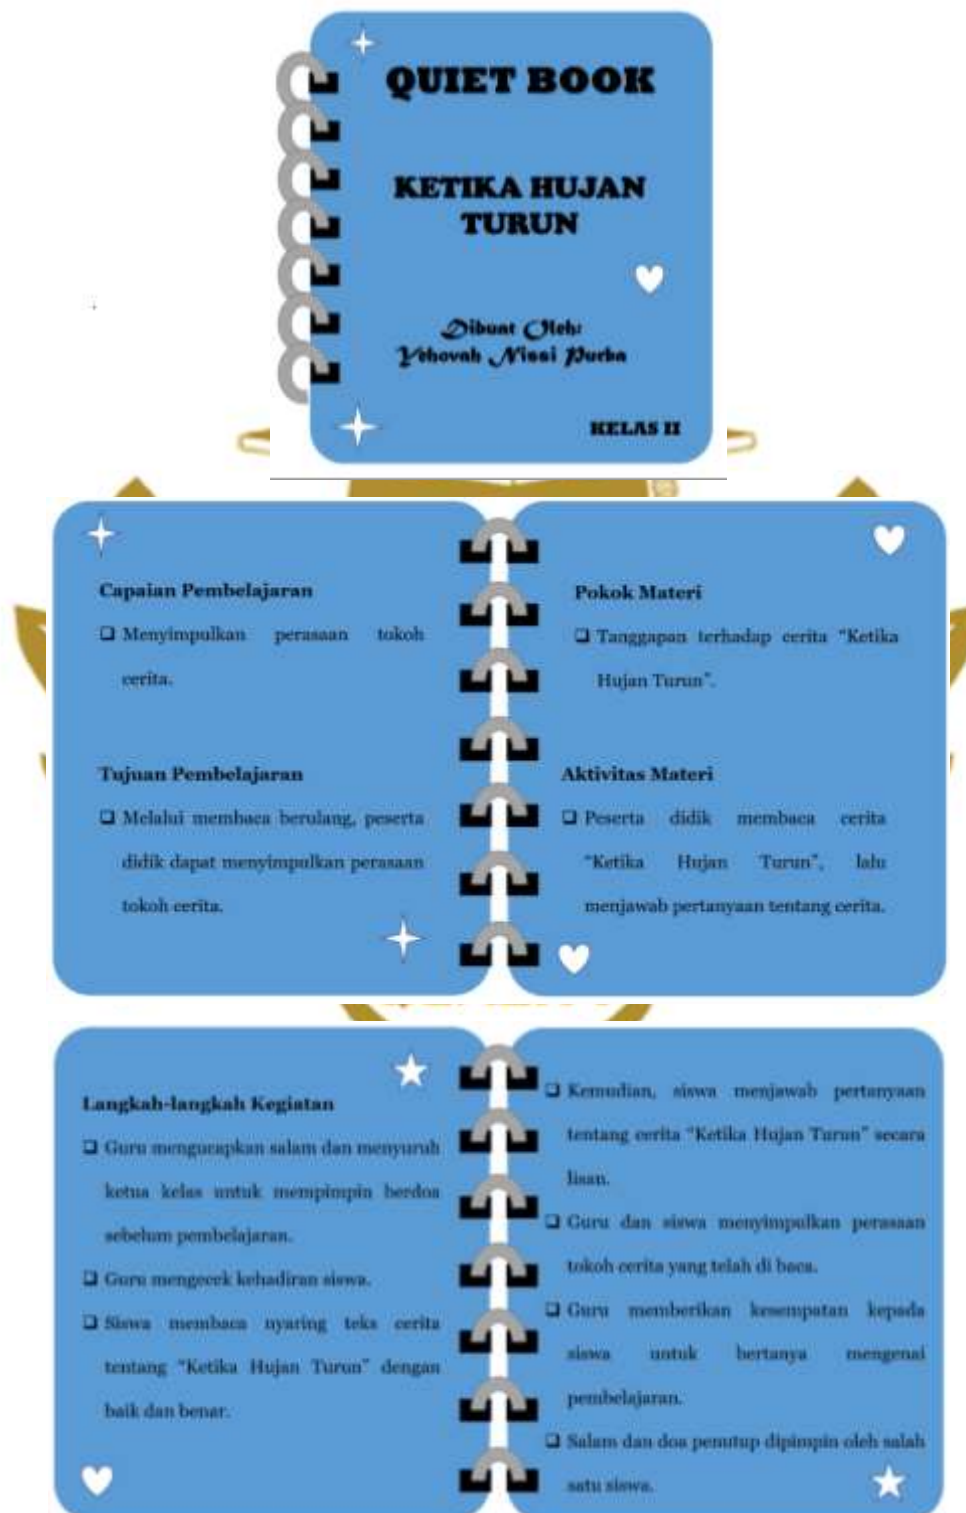 QUIET BOOK
KETIKA HUJAN
TURUN
Dibuat Oleh:
Yehovah Nissi Purba
KELAS II
Capaian Pembelajaran
❑ Menyimpulkan perasaan tokoh
cerita.
Tujuan Pembelajaran
❑ Melalui membaca berulang, peserta
didik dapat menyimpulkan perasaan
tokoh cerita.
Pokok Materi
❑ Tanggapan terhadap cerita “Ketika
Hujan Turun”.
Aktivitas Materi
❑ Peserta didik membaca cerita
“Ketika Hujan Turun”, lalu
menjawab pertanyaan tentang cerita.
Langkah-langkah Kegiatan
❑ Guru mengucapkan salam dan menyuruh
ketua kelas untuk mempimpin berdoa
sebelum pembelajaran.
❑ Guru mengecek kehadiran siswa.
❑ Siswa membaca nyaring teks cerita
tentang “Ketika Hujan Turun” dengan
baik dan benar.
❑ Kemudian, siswa menjawab pertanyaan
tentang cerita “Ketika Hujan Turun” secara
lisan.
❑ Guru dan siswa menyimpulkan perasaan
tokoh cerita yang telah di baca.
❑ Guru memberikan kesempatan kepada
siswa untuk bertanya mengenai
pembelajaran.
❑ Salam dan doa penutup dipimpin oleh salah
satu siswa.